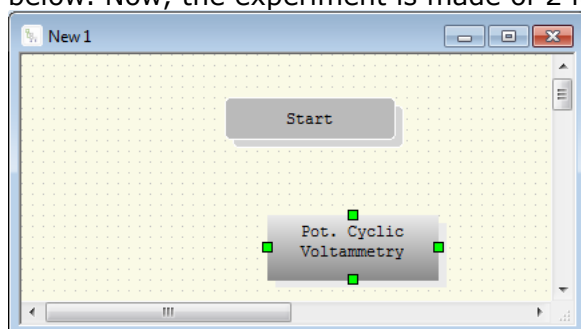 below. Now, the experiment is made of 2
New 1
Start
Pot. Cyclic
Voltammetry